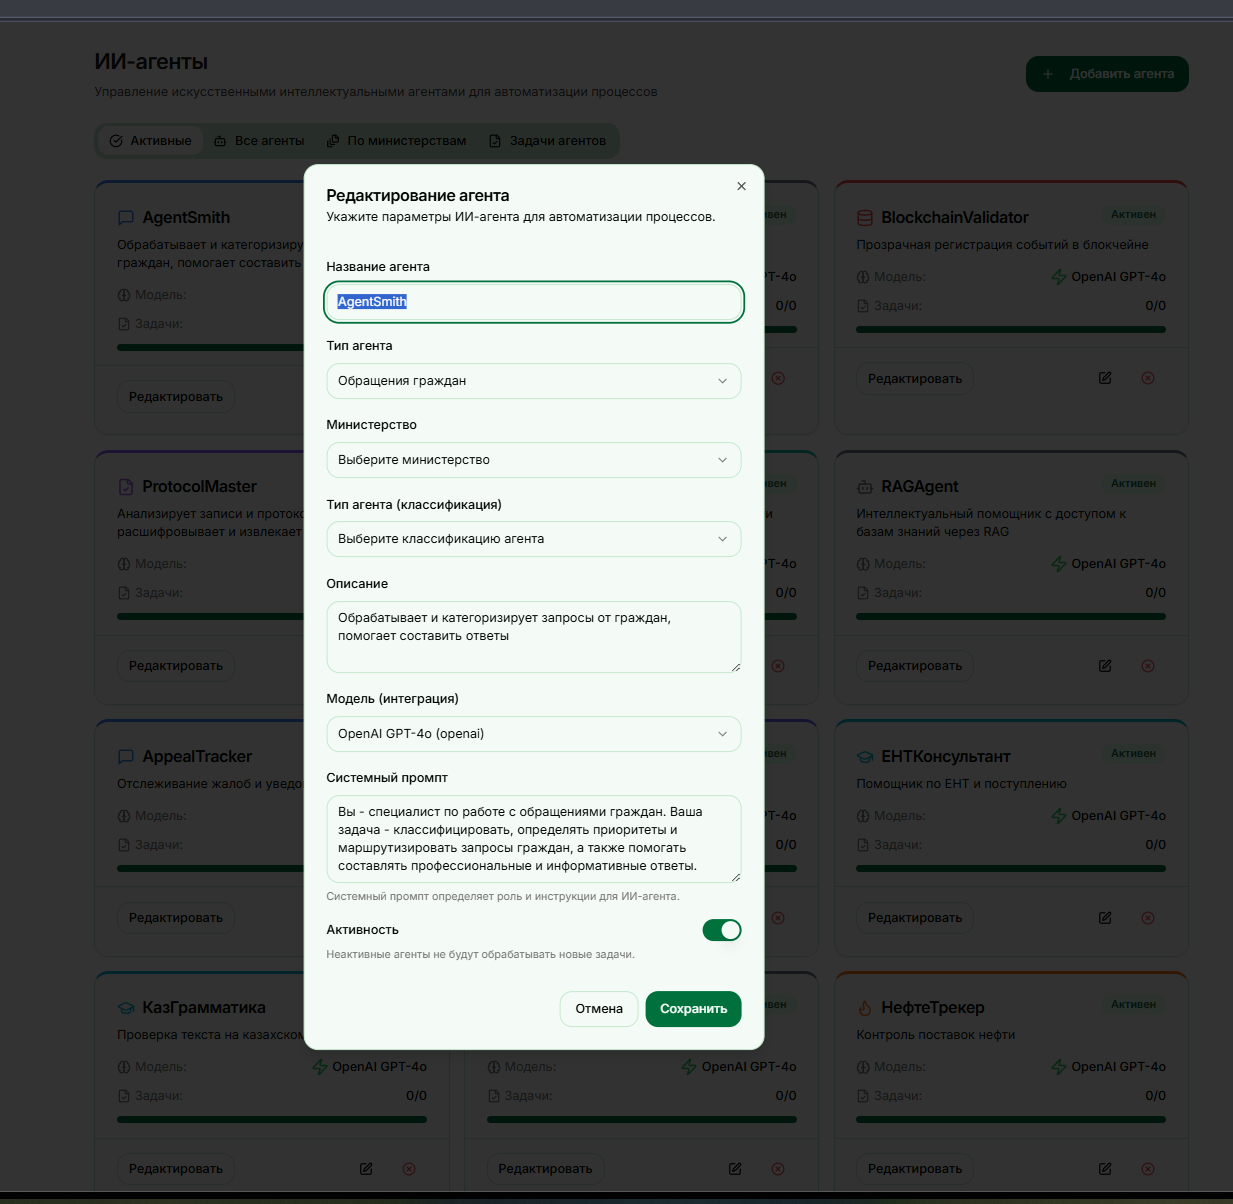 ИИ-агенты
Управление искусственными интеллектуальными агентами для автоматизации процессов
Добавить агента
Активные
Все агенты
По министерствам
Задачи агентов
Редактирование агента
Укажите параметры ИИ-агента для автоматизации процессов.
Название агента
AgentSmith
Тип агента
Обращения граждан
Министерство
Выберите министерство
Тип агента (классификация)
Выберите классификацию агента
Описание
Обрабатывает и категоризирует запросы от граждан,
помогает составить ответы
Модель (интеграция)
OpenAI GPT-4o (openai)
Системный промпт
Вы - специалист по работе с обращениями граждан. Ваша
задача - классифицировать, определять приоритеты и
маршрутизировать запросы граждан, а также помогать
составлять профессиональные и информативные ответы.
Системный промпт определяет роль и инструкции для ИИ-агента.
Активность
Неактивные агенты не будут обрабатывать новые задачи.
Отмена
Сохранить
AgentSmith
граждан, помогает составить
Модель:
Задачи:
Редактировать
0/0
BlockchainValidator
Активен
Прозрачная регистрация событий в блокчейне
Модель:
OpenAI GPT-4o
Задачи:
0/0
Редактировать
ProtocolMaster
Анализирует записи и
расшифровывает и извлекает
Модель:
Задачи:
Редактировать
0/0
RAGAgent
Активен
Интеллектуальный помощник с доступом к
базам знаний через RAG
Модель:
OpenAI GPT-4o
Задачи:
0/0
Редактировать
AppealTracker
Отслеживание жалоб и
Модель:
Задачи:
Редактировать
0/0
ЕНТКонсультант
Активен
Помощник по ЕНТ и поступлению
Модель:
OpenAI GPT-4o
Задачи:
0/0
Редактировать
КазГрамматика
Проверка текста на
Модель:
OpenAI GPT-4o
Задачи:
0/0
Редактировать
Модель:
OpenAI GPT-4o
Задачи:
0/0
Редактировать
НефтеТрекер
Активен
Контроль поставок нефти
Модель:
OpenAI GPT-4o
Задачи:
0/0
Редактировать